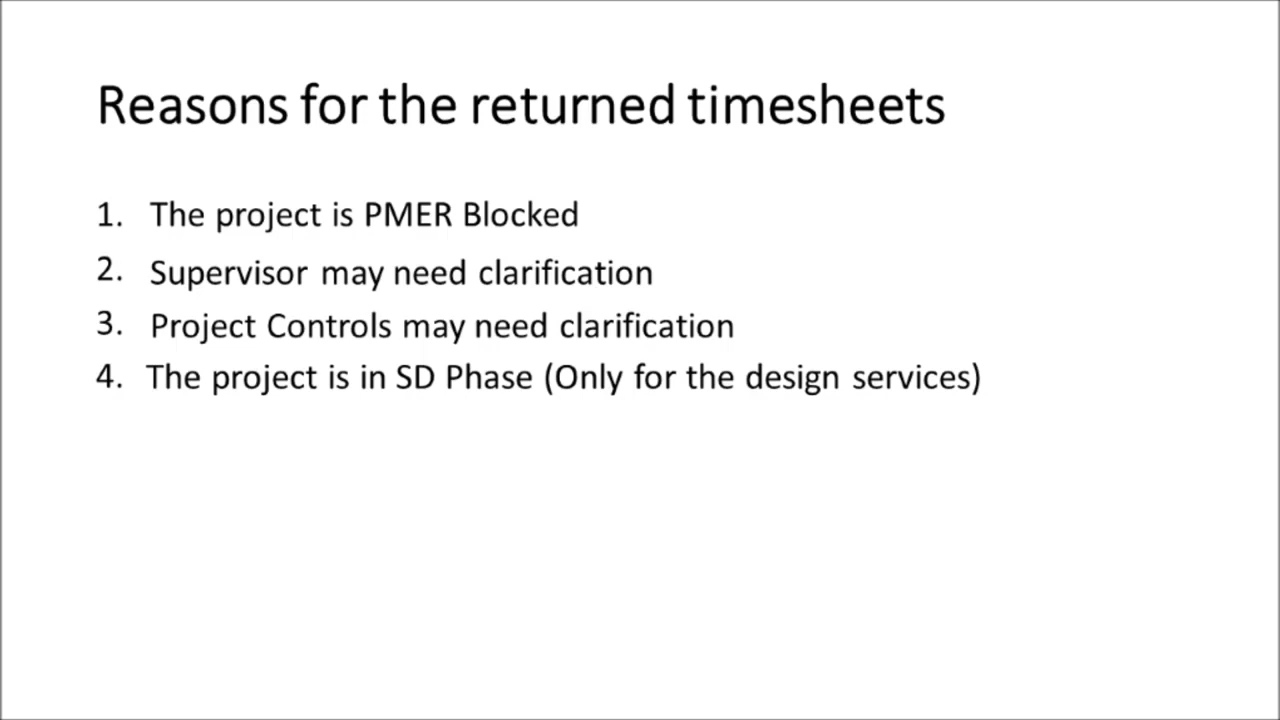 Reasons for the returned timesheets
1. The project is PMER Blocked
2. Supervisor may need clarification
3. Project Controls may need clarification
4. The project is in SD Phase (Only for the design services)